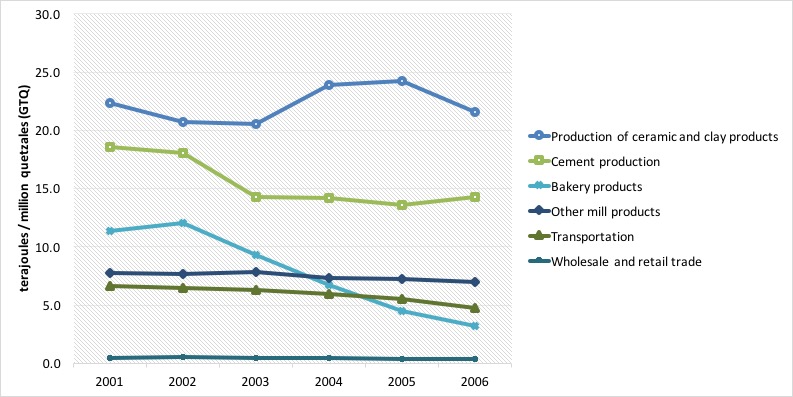 30.0
25.0
20.0
15.0
10.0
5.0
0.0
terajoules / million quetzales (GTQ)
2001 2002 2003 2004 2005 2006
Production of ceramic and clay products
Cement production
Bakery products
Other mill products
Transportation
Wholesale and retail trade